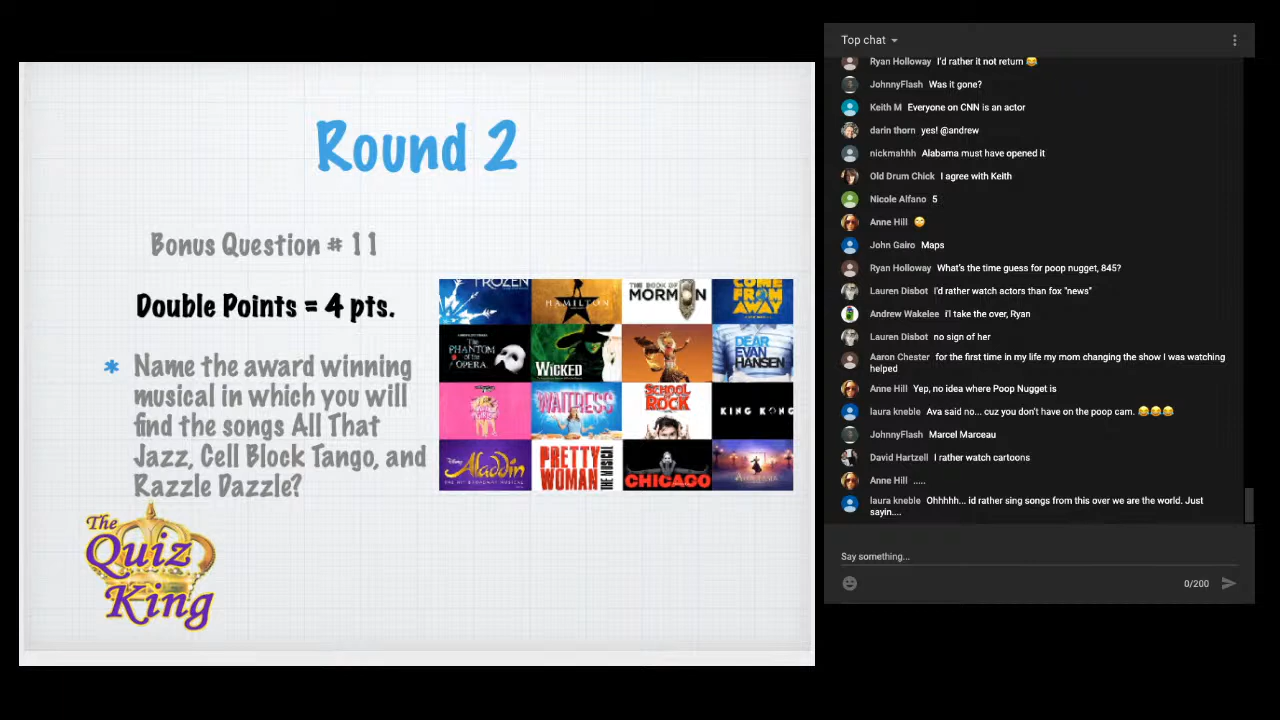 Round 2
Bonus Question # 11
Double Points = 4 pts.
* Name the award winning
musical in which you will
find the songs All That
Jazz, Cell Block Tango, and
Razzle Dazzle?
FROZEN
HAMILTON
THE BOOK OF
MORMON
COME
FROM
AWAY
THE
PHANTOM
OF THE
OPERA
WICKED
DEAR
EVAN
HANSEN
WAITRESS
SCHOOL
OF ROCK
KING KONG
Disney
Aladdin
THE HIT BROADWAY MUSICAL
PRETTY
WOMAN
THE MUSICAL
CHICAGO
The
Quiz
King
Top chat
Ryan Holloway I'd rather it not return 😂
JohnnyFlash Was it gone?
Keith M Everyone on CNN is an actor
darin thorn yes! @andrew
nickmahhh Alabama must have opened it
Old Drum Chick I agree with Keith
Nicole Alfano 5
Anne Hill 🙄
John Gairo Maps
Ryan Holloway What's the time guess for poop nugget, 845?
Lauren Disbot I'd rather watch actors than fox "news"
Andrew Wakelee i'l take the over, Ryan
Lauren Disbot no sign of her
Aaron Chester for the first time in my life my mom changing the show I was watching
helped
Anne Hill Yep, no idea where Poop Nugget is
laura kneble Ava said no... cuz you don't have on the poop cam. 😂😂😂
JohnnyFlash Marcel Marceau
David Hartzell I rather watch cartoons
Anne Hill .....
laura kneble Ohhhhh... id rather sing songs from this over we are the world. Just
sayin....
Say something...
0/200